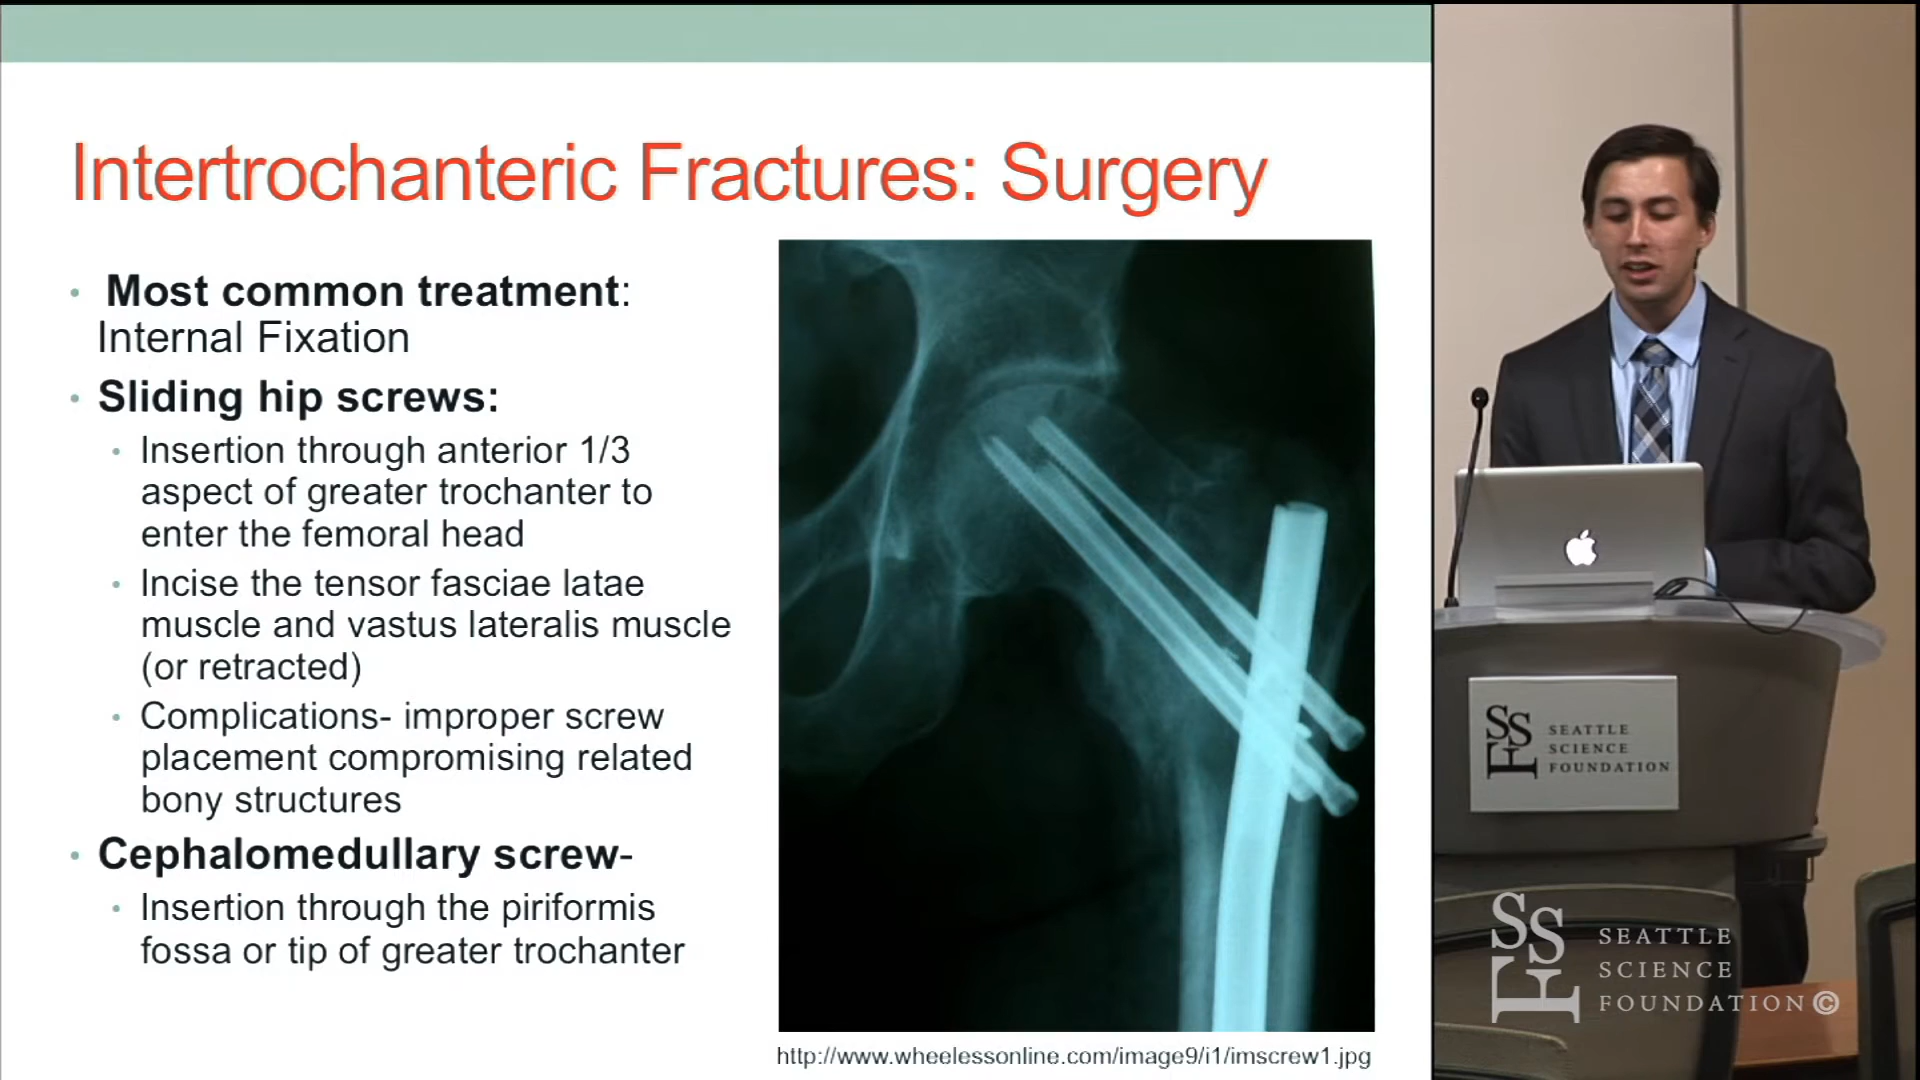 Intertrochanteric Fractures: Surgery
• Most common treatment:
Internal Fixation
• Sliding hip screws:
• Insertion through anterior 1/3
aspect of greater trochanter to
enter the femoral head
• Incise the tensor fasciae latae
muscle and vastus lateralis muscle
(or retracted)
• Complications- improper screw
placement compromising related
bony structures
• Cephalomedullary screw-
• Insertion through the piriformis
fossa or tip of greater trochanter
http://www.wheelessonline.com/image9/i1/imscrew1.jpg
SSF
SEATTLE
SCIENCE
FOUNDATION
SSF
SEATTLE
SCIENCE
FOUNDATION©